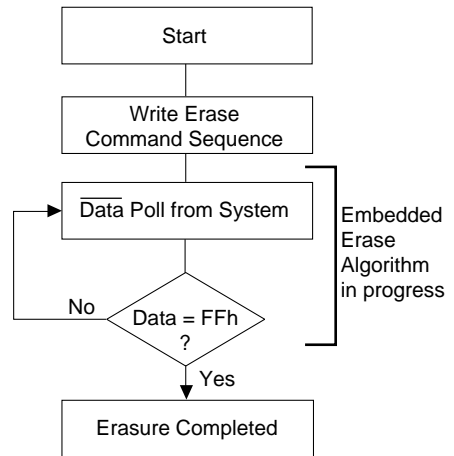 Start
Write Erase
Command Sequence
Data Poll from System
Embedded
Erase
Algorithm
in progress
No
Data = FFh
?
Yes
Erasure Completed